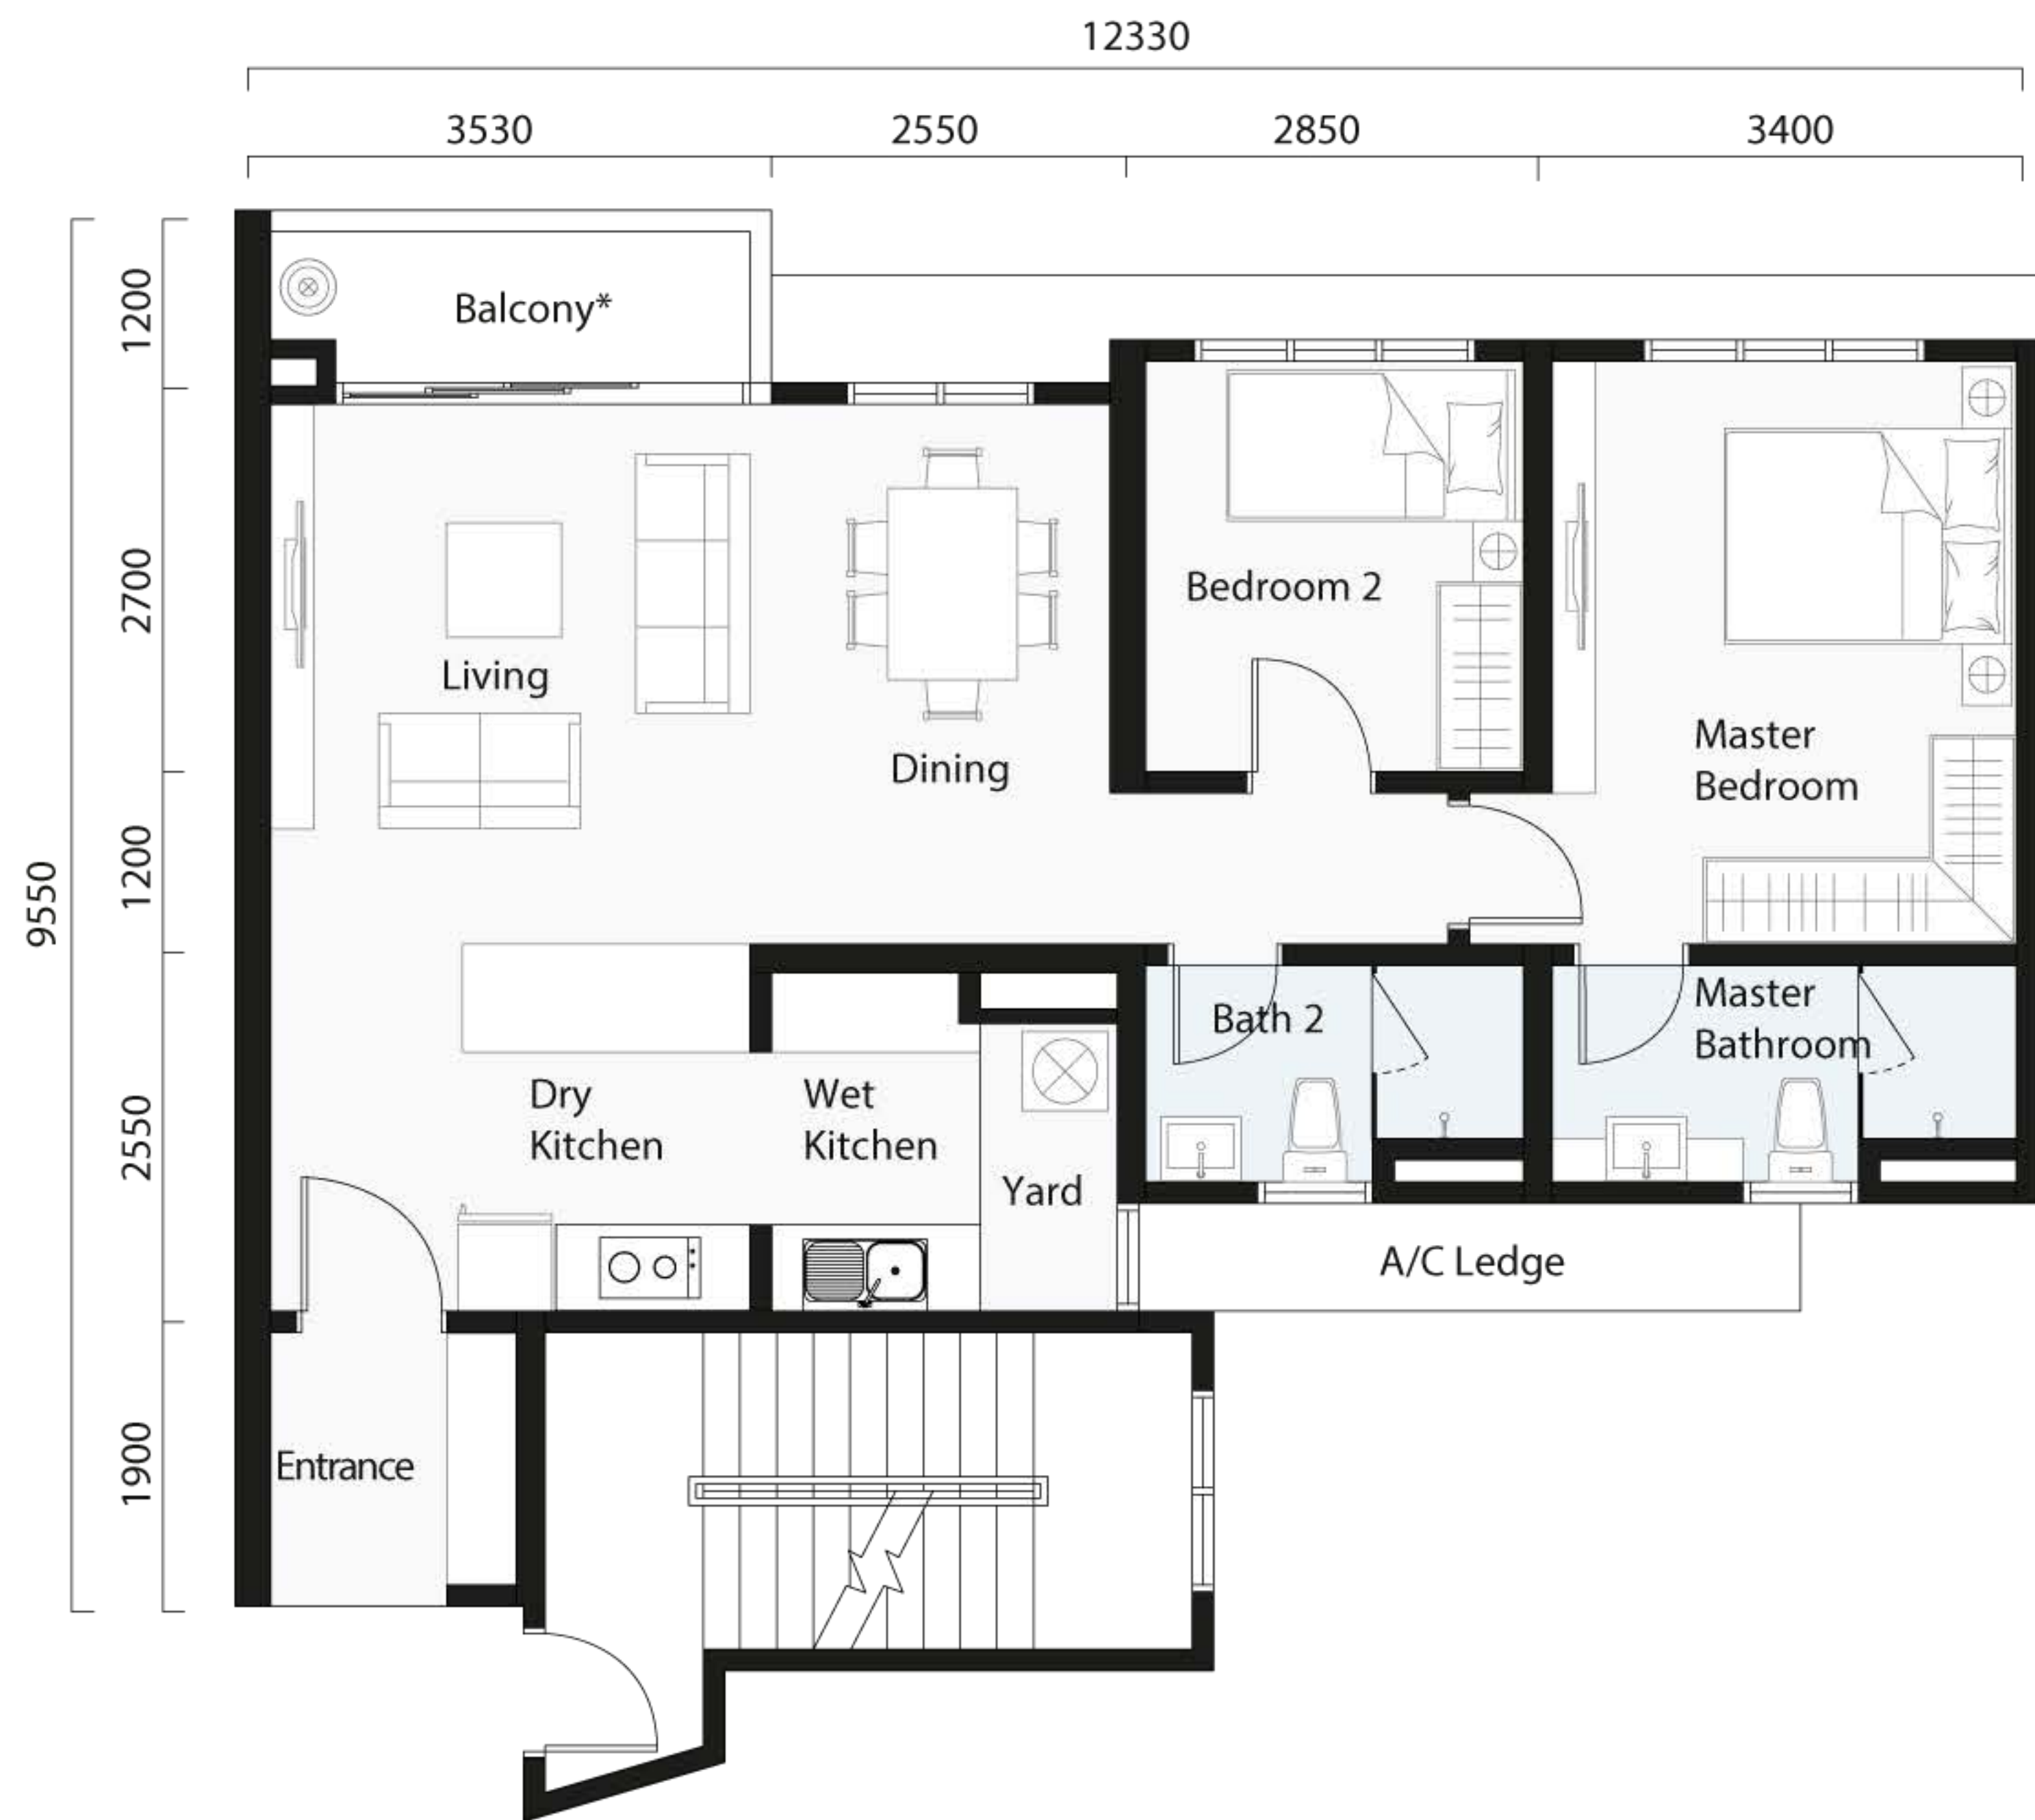 12330
3530
2550
2850
3400
9550
1200
2700
1200
2550
1900
Balcony*
Living
Dining
Bedroom 2
Master
Bedroom
Bath 2
Master
Bathroom
Dry
Kitchen
Wet
Kitchen
Yard
A/C Ledge
Entrance